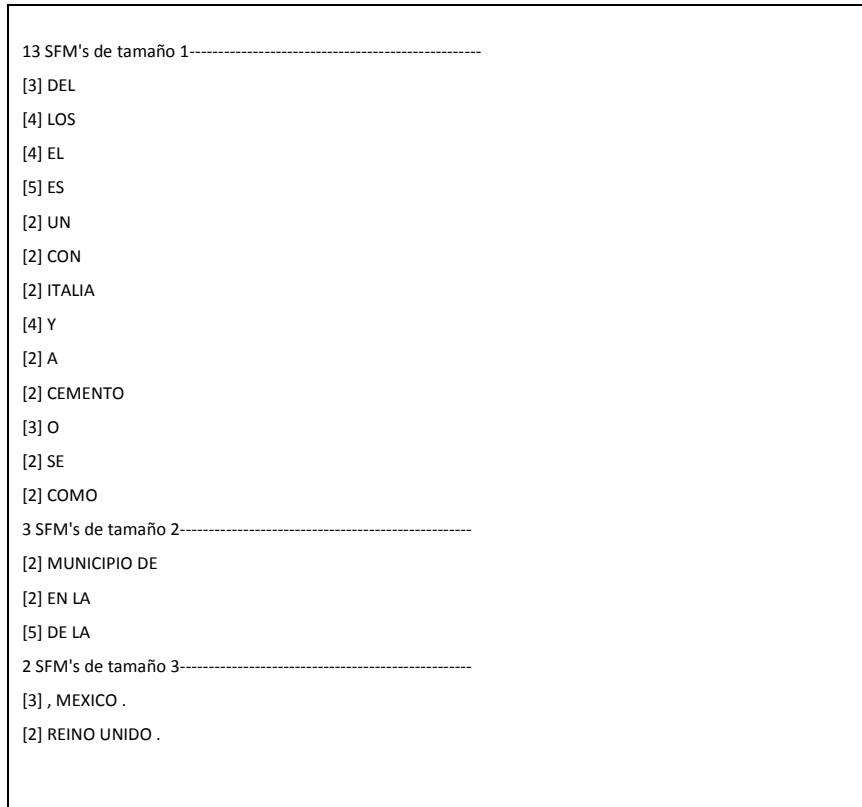 13 SFM's de tamaño 1--------------------------------------------------
[3] DEL
[4] LOS
[4] EL
[5] ES
[2] UN
[2] CON
[2] ITALIA
[4] Y
[2] A
[2] CEMENTO
[3] O
[2] SE
[2] COMO
3 SFM's de tamaño 2--------------------------------------------------
[2] MUNICIPIO DE
[2] EN LA
[5] DE LA
2 SFM's de tamaño 3--------------------------------------------------
[3] , MEXICO .
[2] REINO UNIDO .